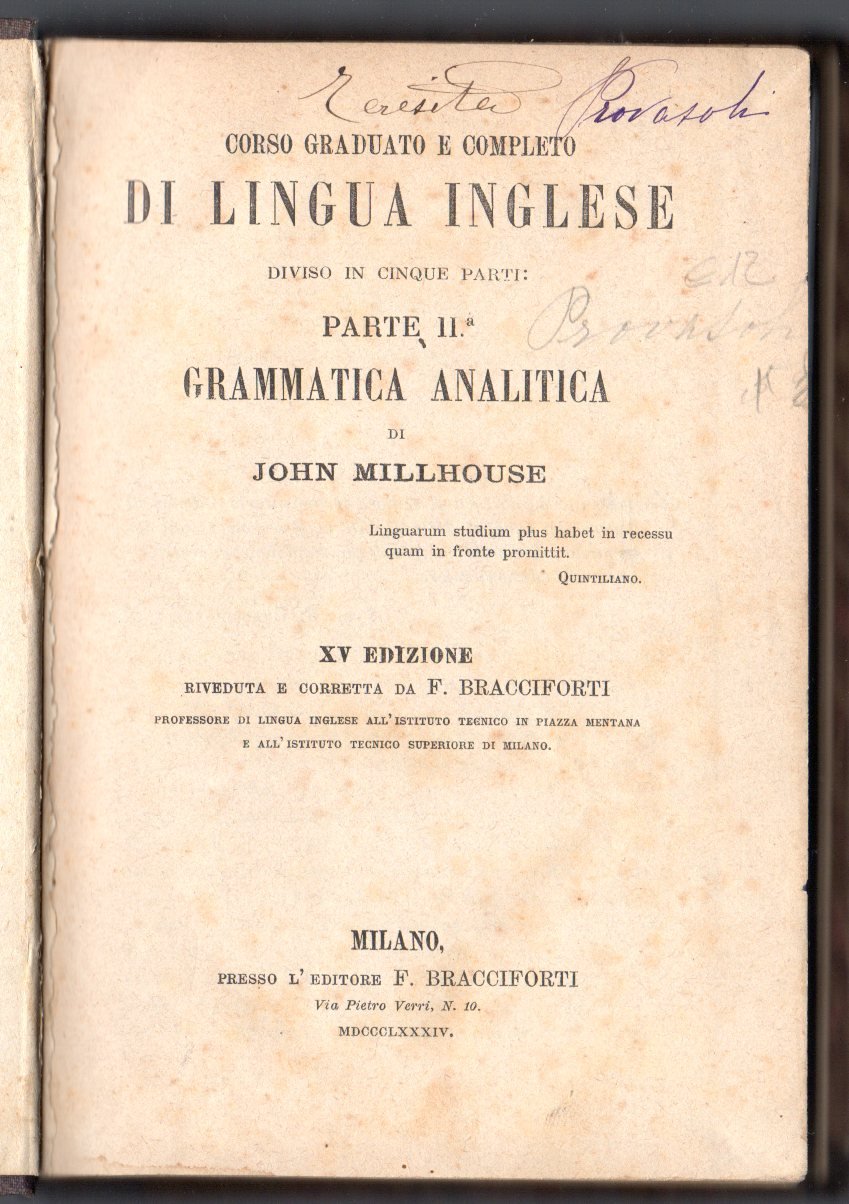 Teresita Provasoli
CORSO GRADUATO E COMPLETO
DI LINGUA INGLESE
DIVISO IN CINQUE PARTI:
PARTE II.ª
Provasoli
GRAMMATICA ANALITICA
DI
JOHN MILLHOUSE
Linguarum studium plus habet in recessu
quam in fronte promittit.
QUINTILIANO.
XV EDIZIONE
RIVEDUTA E CORRETTA DA F. BRACCIFORTI
PROFESSORE DI LINGUA INGLESE ALL'ISTITUTO TECNICO IN PIAZZA MENTANA
E ALL'ISTITUTO TECNICO SUPERIORE DI MILANO.
MILANO,
PRESSO L'EDITORE F. BRACCIFORTI
Via Pietro Verri, N. 10.
MDCCCLXXXIV.